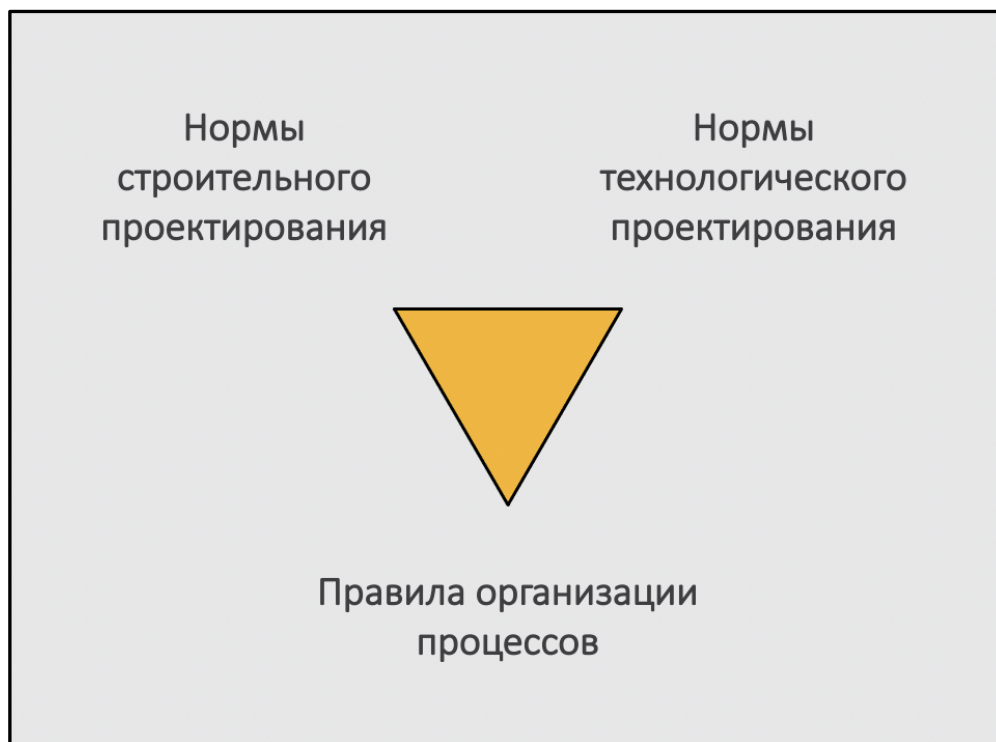 Нормы
строительного
проектирования
Нормы
технологического
проектирования
Правила организации
процессов